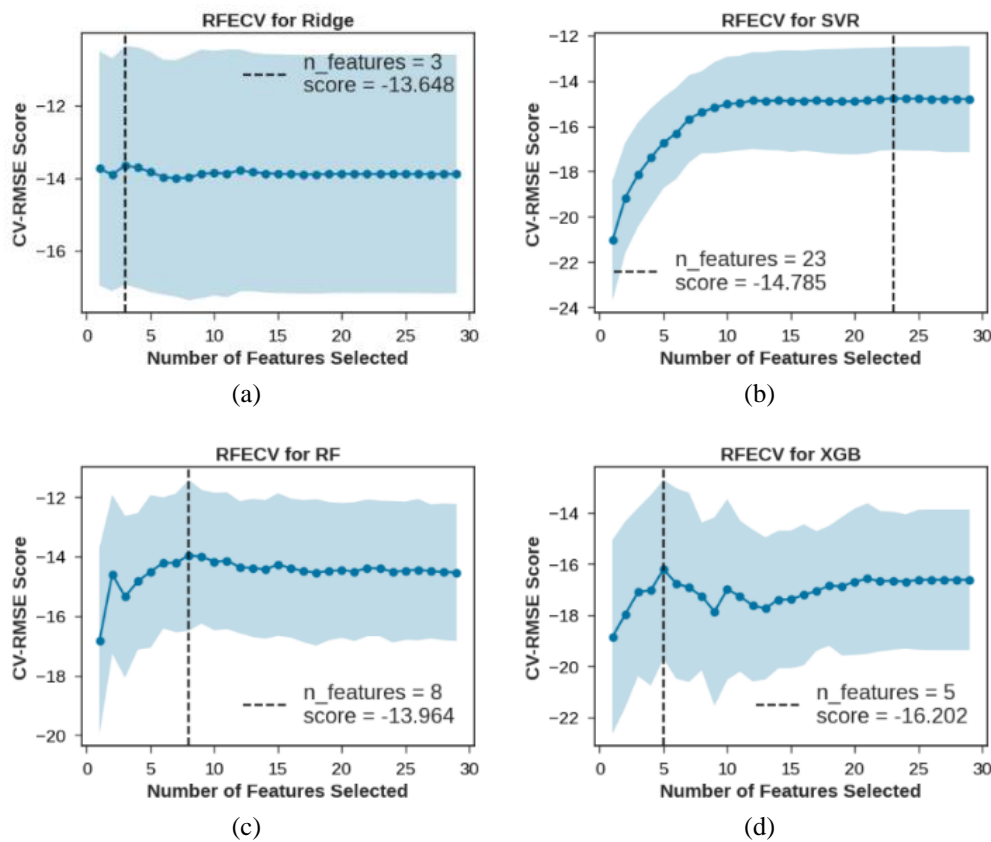 RFECV for Ridge
n_features = 3
score = -13.648
CV-RMSE Score
−12
−14
−16
0 5 10 15 20 25 30
Number of Features Selected
(a)
RFECV for SVR
n_features = 23
score = -14.785
CV-RMSE Score
−12
−14
−16
−18
−20
−22
−24
0 5 10 15 20 25 30
Number of Features Selected
(b)
RFECV for RF
n_features = 8
score = -13.964
CV-RMSE Score
−12
−14
−16
−18
−20
0 5 10 15 20 25 30
Number of Features Selected
(c)
RFECV for XGB
n_features = 5
score = -16.202
CV-RMSE Score
−14
−16
−18
−20
−22
0 5 10 15 20 25 30
Number of Features Selected
(d)